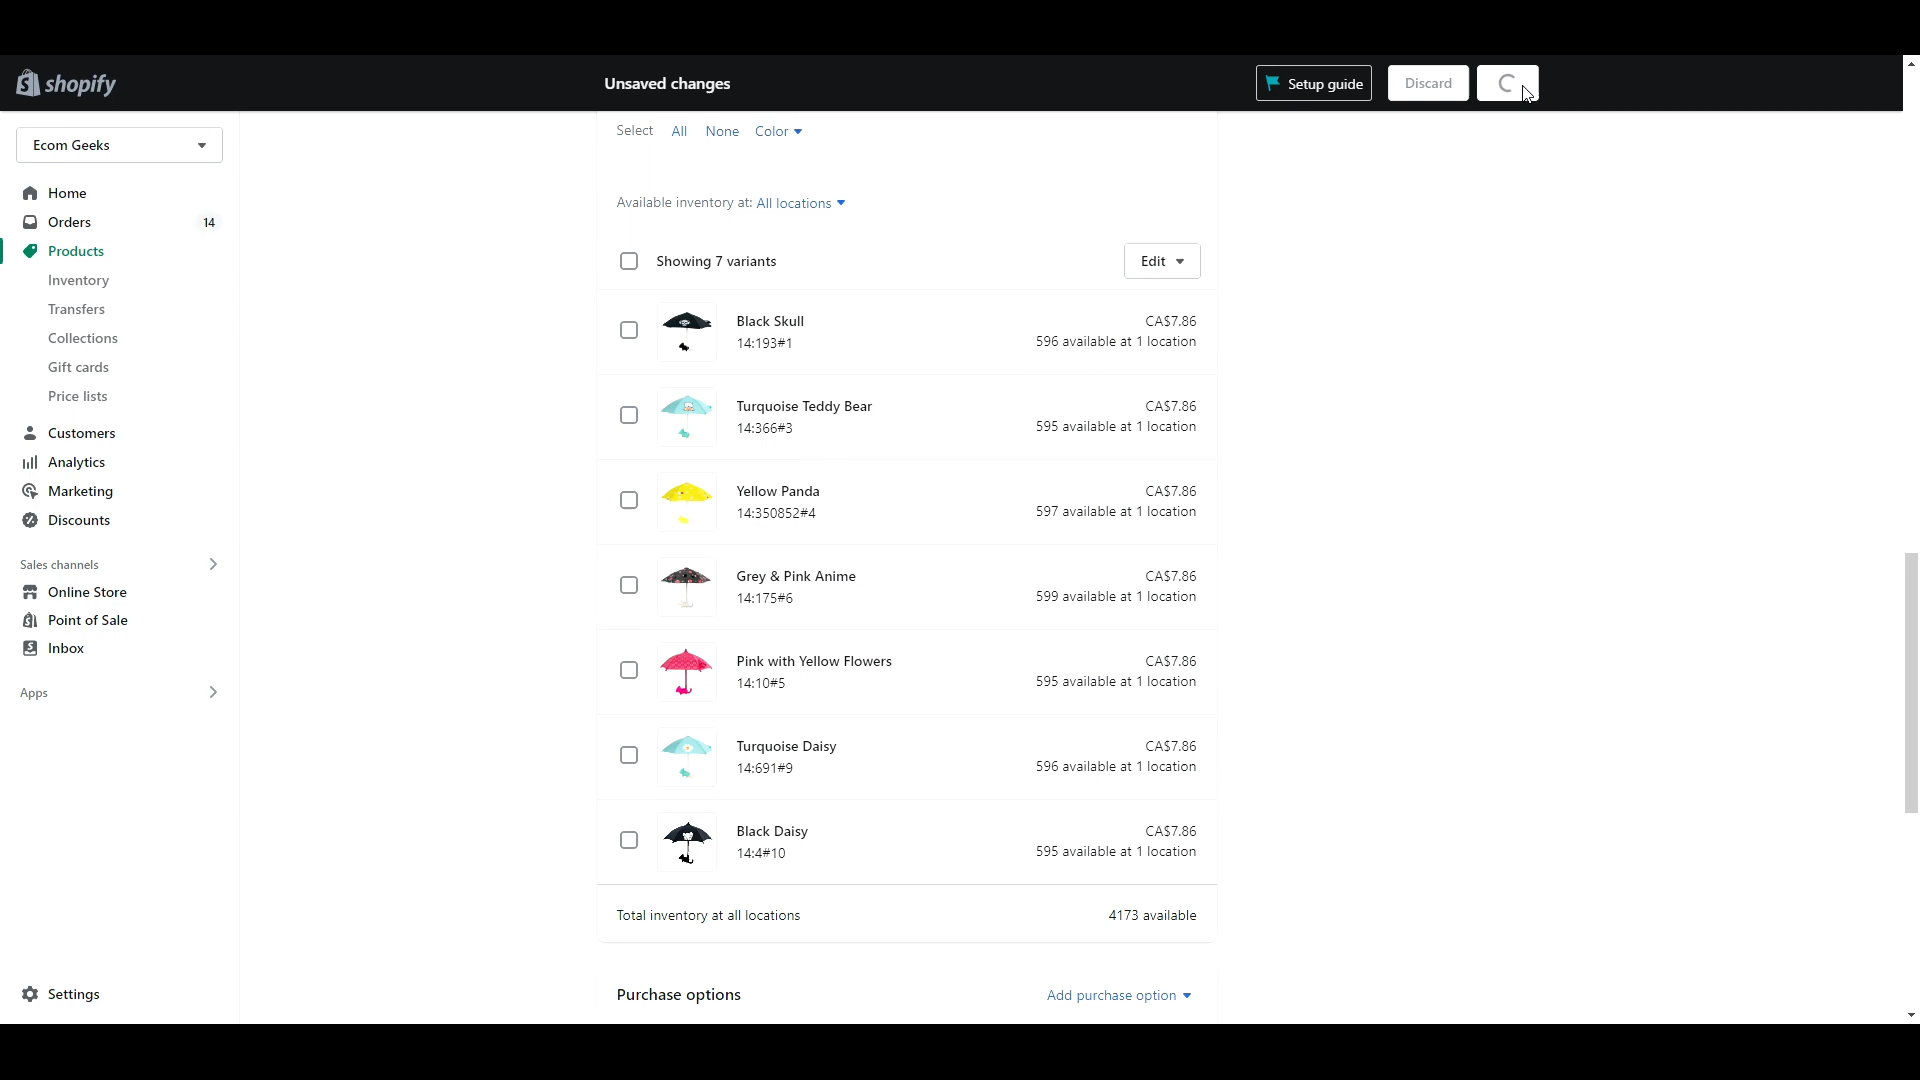 shopify
Unsaved changes
Setup guide
Discard
Ecom Geeks
Home
Orders 14
Products
Inventory
Transfers
Collections
Gift cards
Price lists
Customers
Analytics
Marketing
Discounts
Sales channels
Online Store
Point of Sale
Inbox
Apps
Settings
Select All None Color
Available inventory at: All locations
Showing 7 variants
Edit
Black Skull CA$7.86
14:193#1 596 available at 1 location
Turquoise Teddy Bear CA$7.86
14:366#3 595 available at 1 location
Yellow Panda CA$7.86
14:350852#4 597 available at 1 location
Grey & Pink Anime CA$7.86
14:175#6 599 available at 1 location
Pink with Yellow Flowers CA$7.86
14:10#5 595 available at 1 location
Turquoise Daisy CA$7.86
14:691#9 596 available at 1 location
Black Daisy CA$7.86
14:4#10 595 available at 1 location
Total inventory at all locations 4173 available
Purchase options Add purchase option